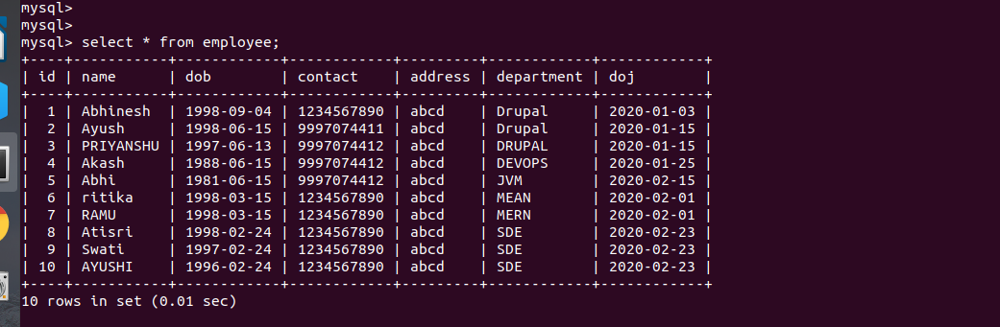 mysql>
mysql>
mysql> select * from employee;
+----+-----------+------------+------------+---------+------------+------------+
| id | name      | dob        | contact    | address | department | doj        |
+----+-----------+------------+------------+---------+------------+------------+
|  1 | Abhinesh  | 1998-09-04 | 1234567890 | abcd    | Drupal     | 2020-01-03 |
|  2 | Ayush     | 1998-06-15 | 9997074411 | abcd    | Drupal     | 2020-01-15 |
|  3 | PRIYANSHU | 1997-06-13 | 9997074412 | abcd    | DRUPAL     | 2020-01-15 |
|  4 | Akash     | 1988-06-15 | 9997074412 | abcd    | DEVOPS     | 2020-01-25 |
|  5 | Abhi      | 1981-06-15 | 9997074412 | abcd    | JVM        | 2020-02-15 |
|  6 | ritika    | 1998-03-15 | 1234567890 | abcd    | MEAN       | 2020-02-01 |
|  7 | RAMU      | 1998-03-15 | 1234567890 | abcd    | MERN       | 2020-02-01 |
|  8 | Atisri    | 1998-02-24 | 1234567890 | abcd    | SDE        | 2020-02-23 |
|  9 | Swati     | 1997-02-24 | 1234567890 | abcd    | SDE        | 2020-02-23 |
| 10 | AYUSHI    | 1996-02-24 | 1234567890 | abcd    | SDE        | 2020-02-23 |
+----+-----------+------------+------------+---------+------------+------------+
10 rows in set (0.01 sec)